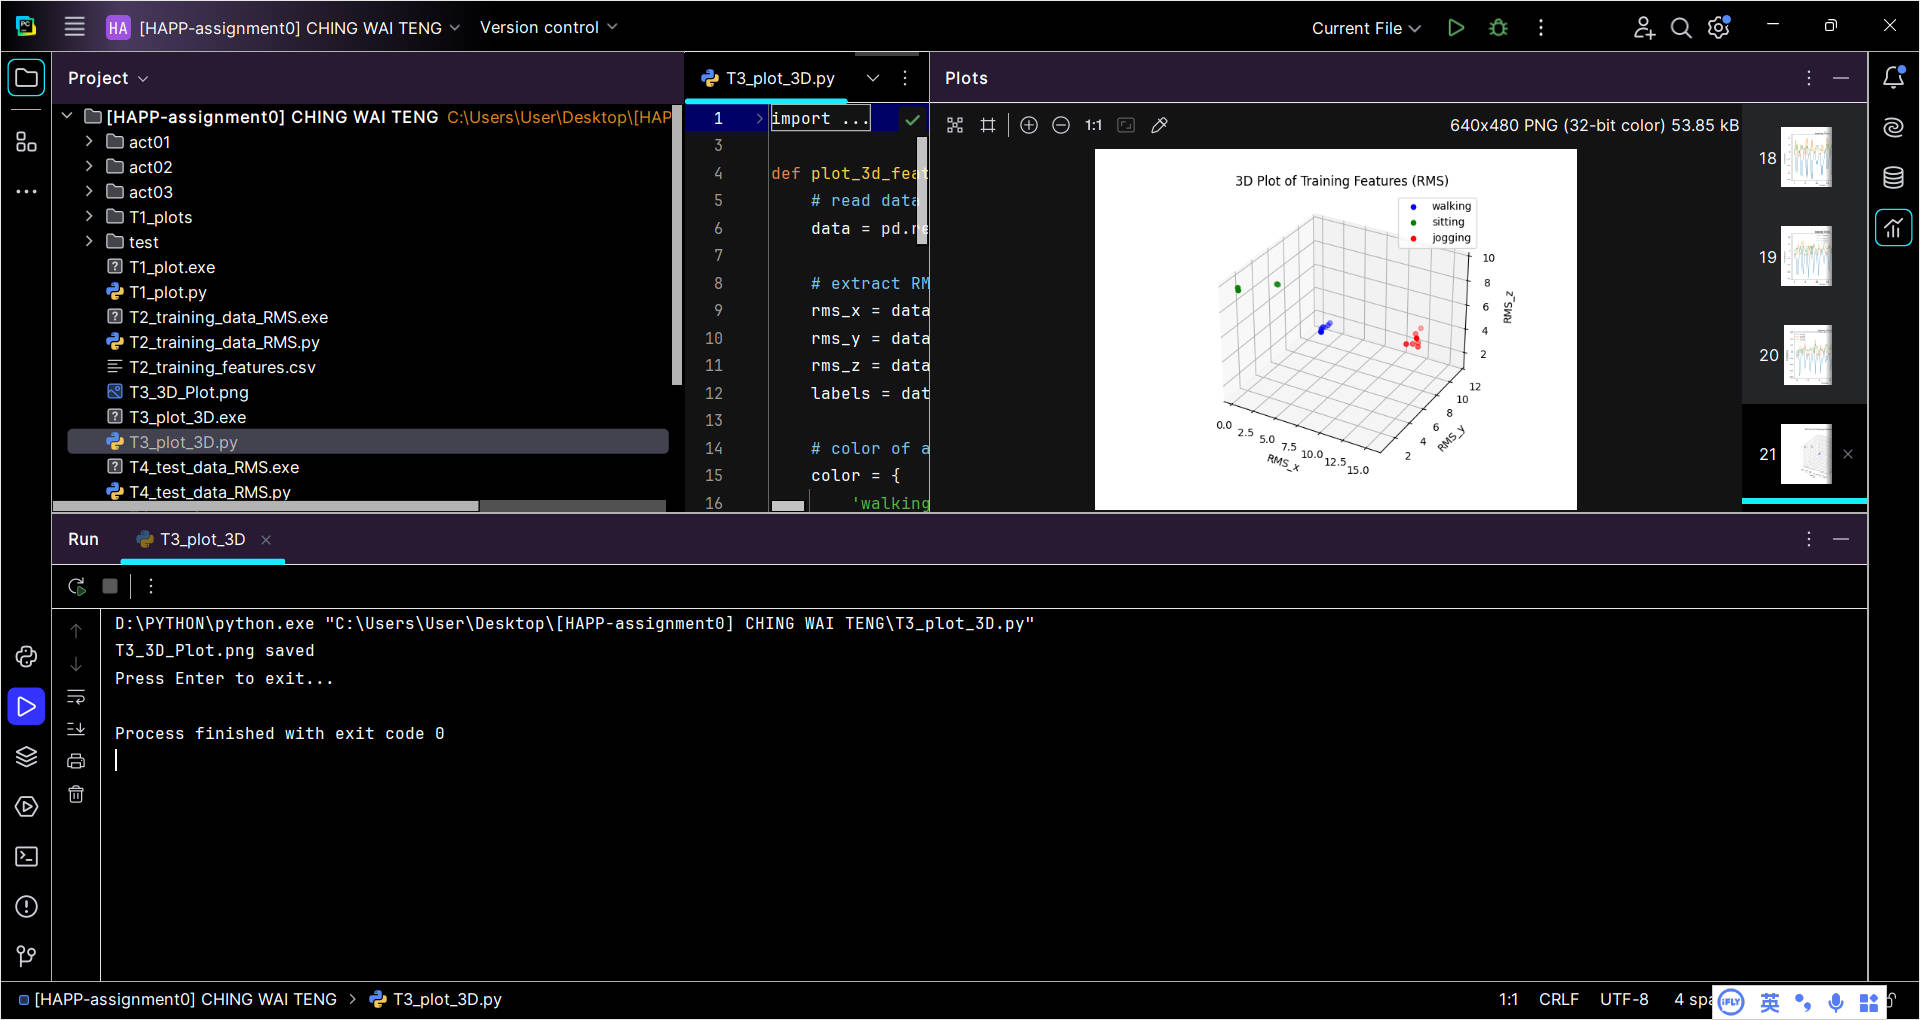 HA [HAPP-assignment0] CHING WAI TENG Version control Current File
Project
[HAPP-assignment0] CHING WAI TENG C:\Users\User\Desktop\[HAP
act01
act02
act03
T1_plots
test
T1_plot.exe
T1_plot.py
T2_training_data_RMS.exe
T2_training_data_RMS.py
T2_training_features.csv
T3_3D_Plot.png
T3_plot_3D.exe
T3_plot_3D.py
T4_test_data_RMS.exe
T4_test_data_RMS.py
T3_plot_3D.py
1 import ...
3
4 def plot_3d_feat
5 # read data
6 data = pd.re
7
8 # extract RM
9 rms_x = data
10 rms_y = data
11 rms_z = data
12 labels = dat
13
14 # color of a
15 color = {
16 'walking
Plots
1:1 640x480 PNG (32-bit color) 53.85 kB
3D Plot of Training Features (RMS)
walking
sitting
jogging
10
8
6
4
2
RMS_z
12
10
8
6
4
2
RMS_y
0.0
2.5
5.0
7.5
10.0
12.5
15.0
RMS_x
18
19
20
21
Run T3_plot_3D
D:\PYTHON\python.exe "C:\Users\User\Desktop\[HAPP-assignment0] CHING WAI TENG\T3_plot_3D.py"
T3_3D_Plot.png saved
Press Enter to exit...
Process finished with exit code 0
[HAPP-assignment0] CHING WAI TENG > T3_plot_3D.py 1:1 CRLF UTF-8 4 spa
iFLY 英